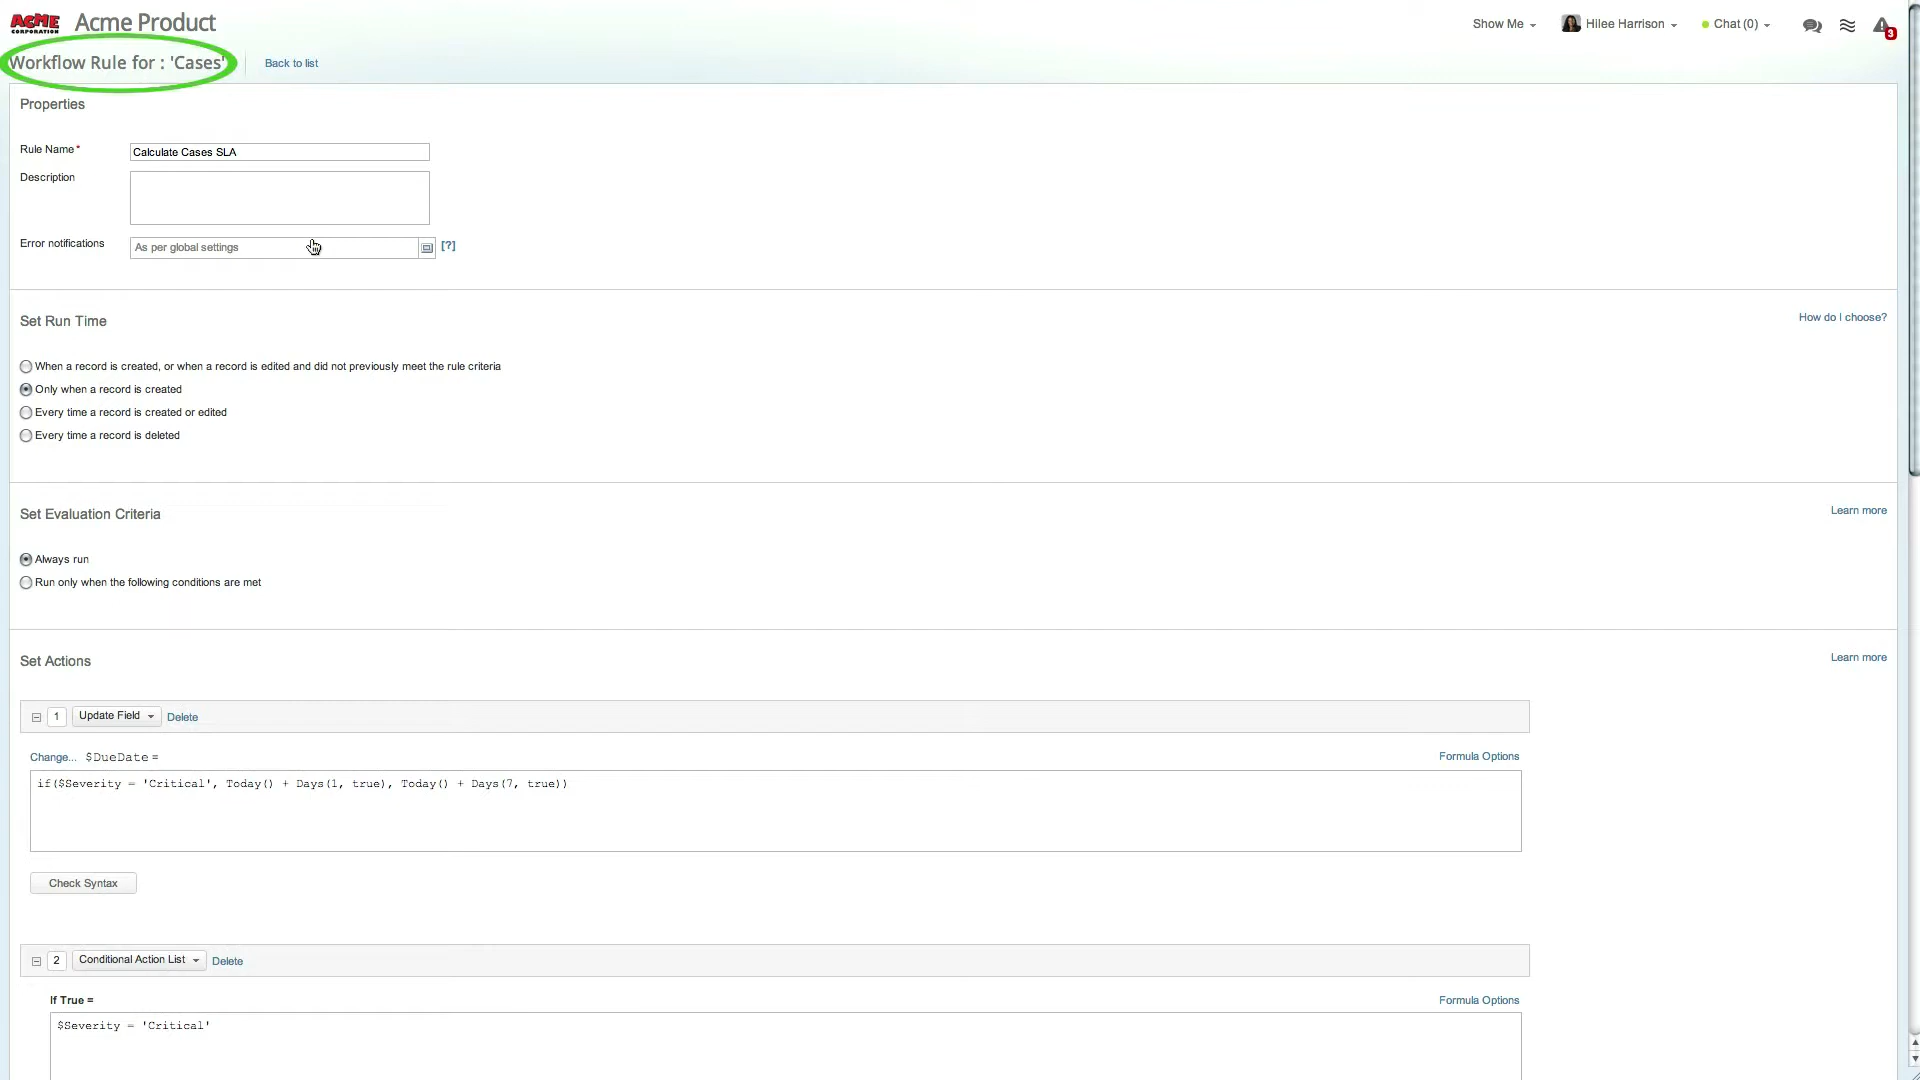 ACME CORPORATION Acme Product Show Me Hilee Harrison Chat (0) 3
Workflow Rule for : 'Cases' Back to list
Properties
Rule Name* Calculate Cases SLA
Description
Error notifications As per global settings [?]
Set Run Time How do I choose?
When a record is created, or when a record is edited and did not previously meet the rule criteria
Only when a record is created
Every time a record is created or edited
Every time a record is deleted
Set Evaluation Criteria Learn more
Always run
Run only when the following conditions are met
Set Actions Learn more
1 Update Field Delete
Change... $DueDate = Formula Options
if($Severity = 'Critical', Today() + Days(1, true), Today() + Days(7, true))
Check Syntax
2 Conditional Action List Delete
If True = Formula Options
$Severity = 'Critical'